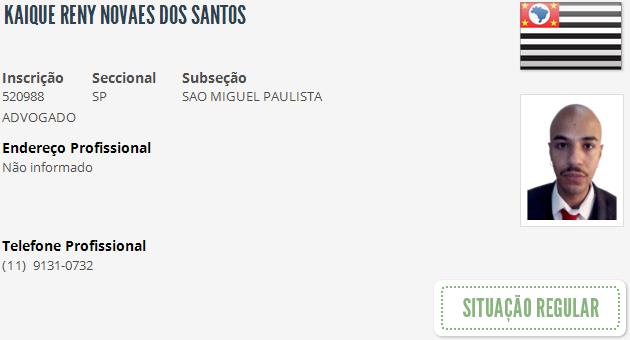 KAIQUE RENY NOVAES DOS SANTOS
Inscrição Seccional Subseção
520988 SP SAO MIGUEL PAULISTA
ADVOGADO
Endereço Profissional
Não informado
Telefone Profissional
(11) 9131-0732
SITUAÇÃO REGULAR